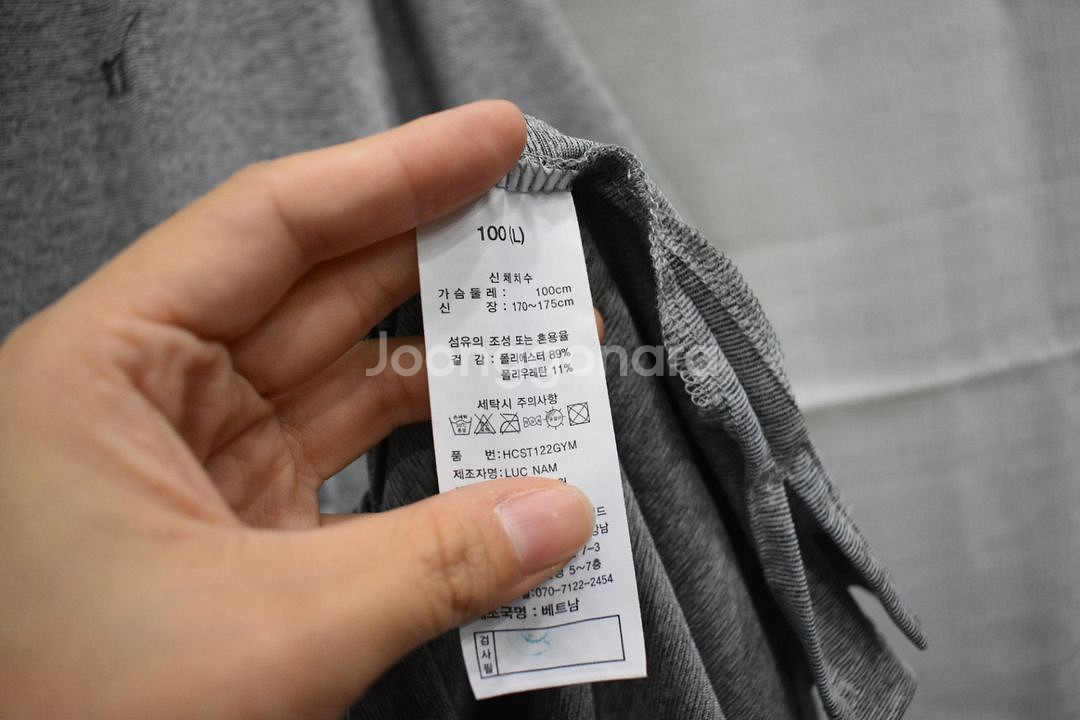 100(L)
신체치수
가슴둘레 : 100cm
신 장 : 170~175cm
섬유의 조성 또는 혼용율
겉 감 : 폴리에스터 89%
폴리우레탄 11%
Joonggonara
세탁시 주의사항
품 번:HCST122GYM
제조자명:LUC NAM
7-3
5~7층
:070-7122-2454
제조국명 : 베트남
검사필